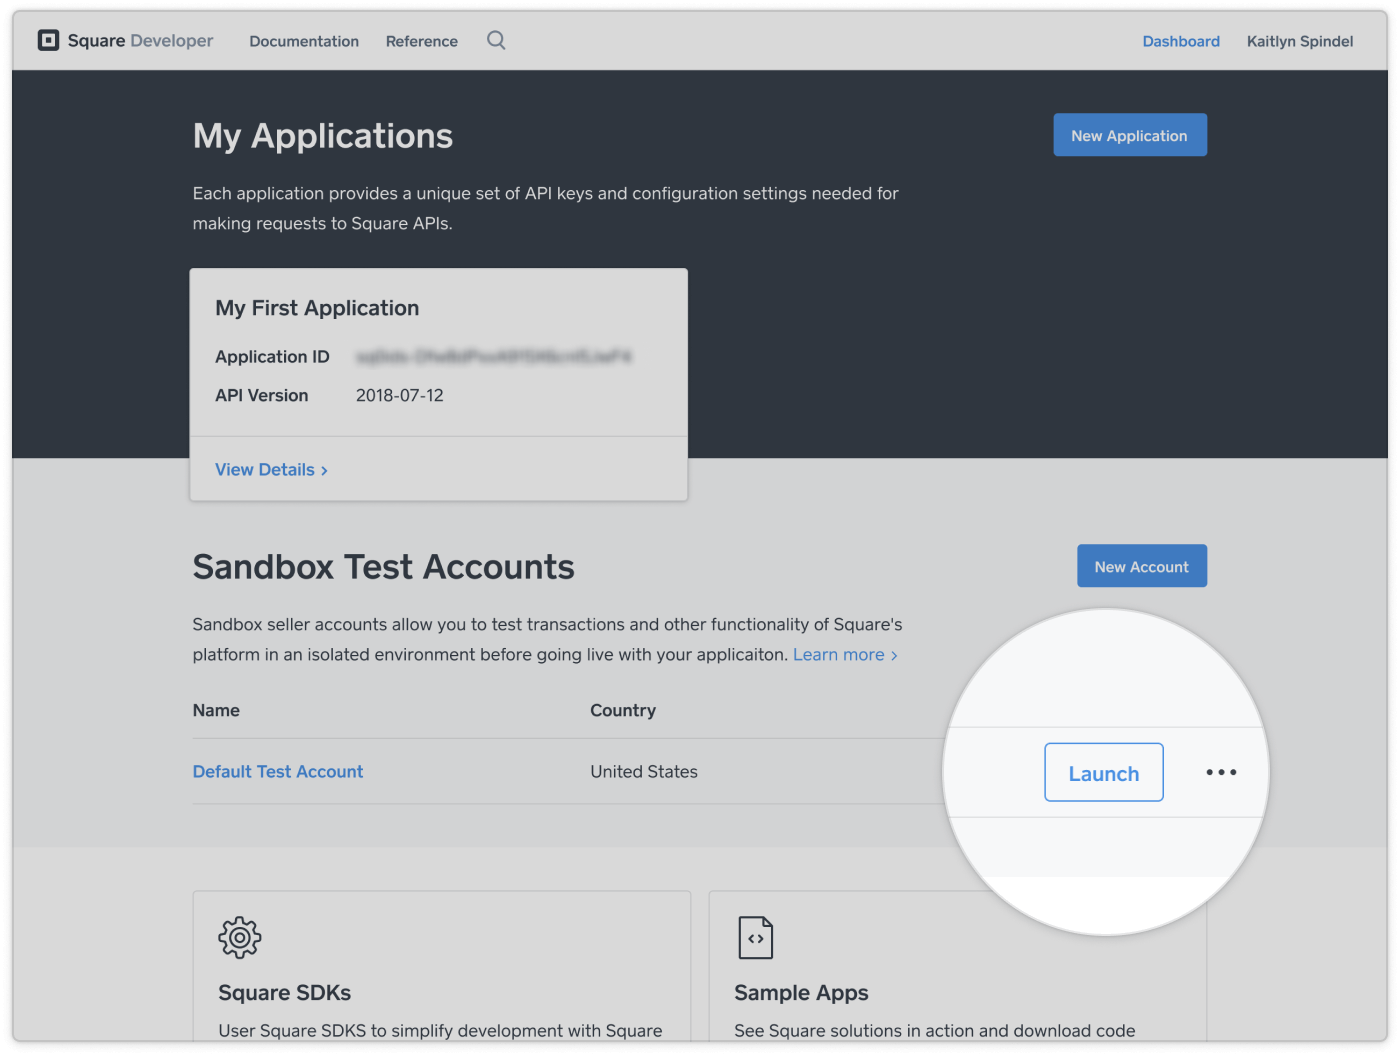 Square Developer Documentation Reference Dashboard Kaitlyn Spindel
My Applications New Application
Each application provides a unique set of API keys and configuration settings needed for
making requests to Square APIs.
My First Application
Application ID
API Version 2018-07-12
View Details >
Sandbox Test Accounts New Account
Sandbox seller accounts allow you to test transactions and other functionality of Square's
platform in an isolated environment before going live with your applicaiton. Learn more >
Name Country
Default Test Account United States Launch •••
Square SDKs Sample Apps
User Square SDKS to simplify development with Square See Square solutions in action and download code